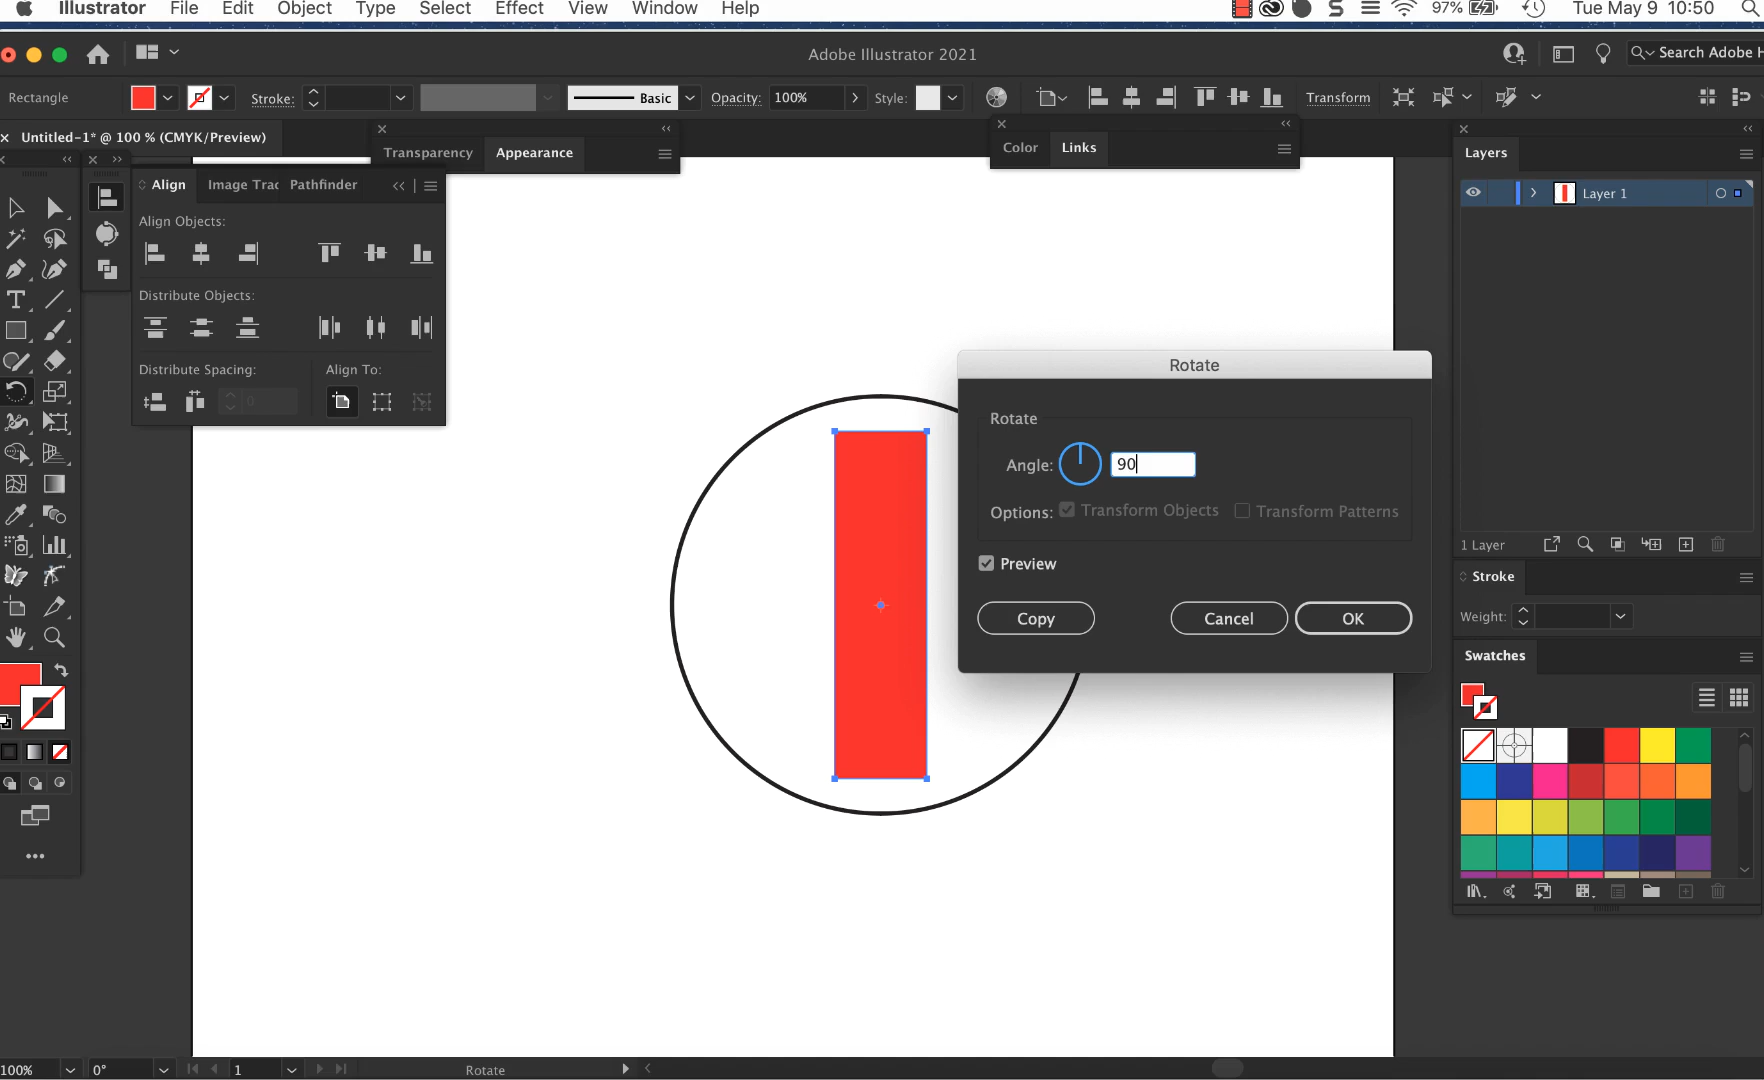 Illustrator File Edit Object Type Select Effect View Window Help 97% Tue May 9 10:50
Adobe Illustrator 2021
Search Adobe H
Rectangle Stroke: Basic Opacity: 100% Style: Transform
Untitled-1* @ 100 % (CMYK/Preview)
Transparency Appearance
Color Links
Layers
Align Image Trac Pathfinder
Layer 1
Align Objects:
Distribute Objects:
Distribute Spacing: Align To:
0
Rotate
Rotate
Angle: 90
Options: Transform Objects Transform Patterns
Preview
Copy Cancel OK
1 Layer
Stroke
Weight:
Swatches
100% 0° 1 Rotate